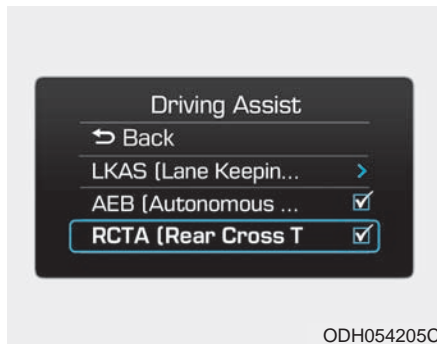 Driving Assist
Back
LKAS (Lane Keepin...
AEB (Autonomous ...
RCTA (Rear Cross T
ODH054205C